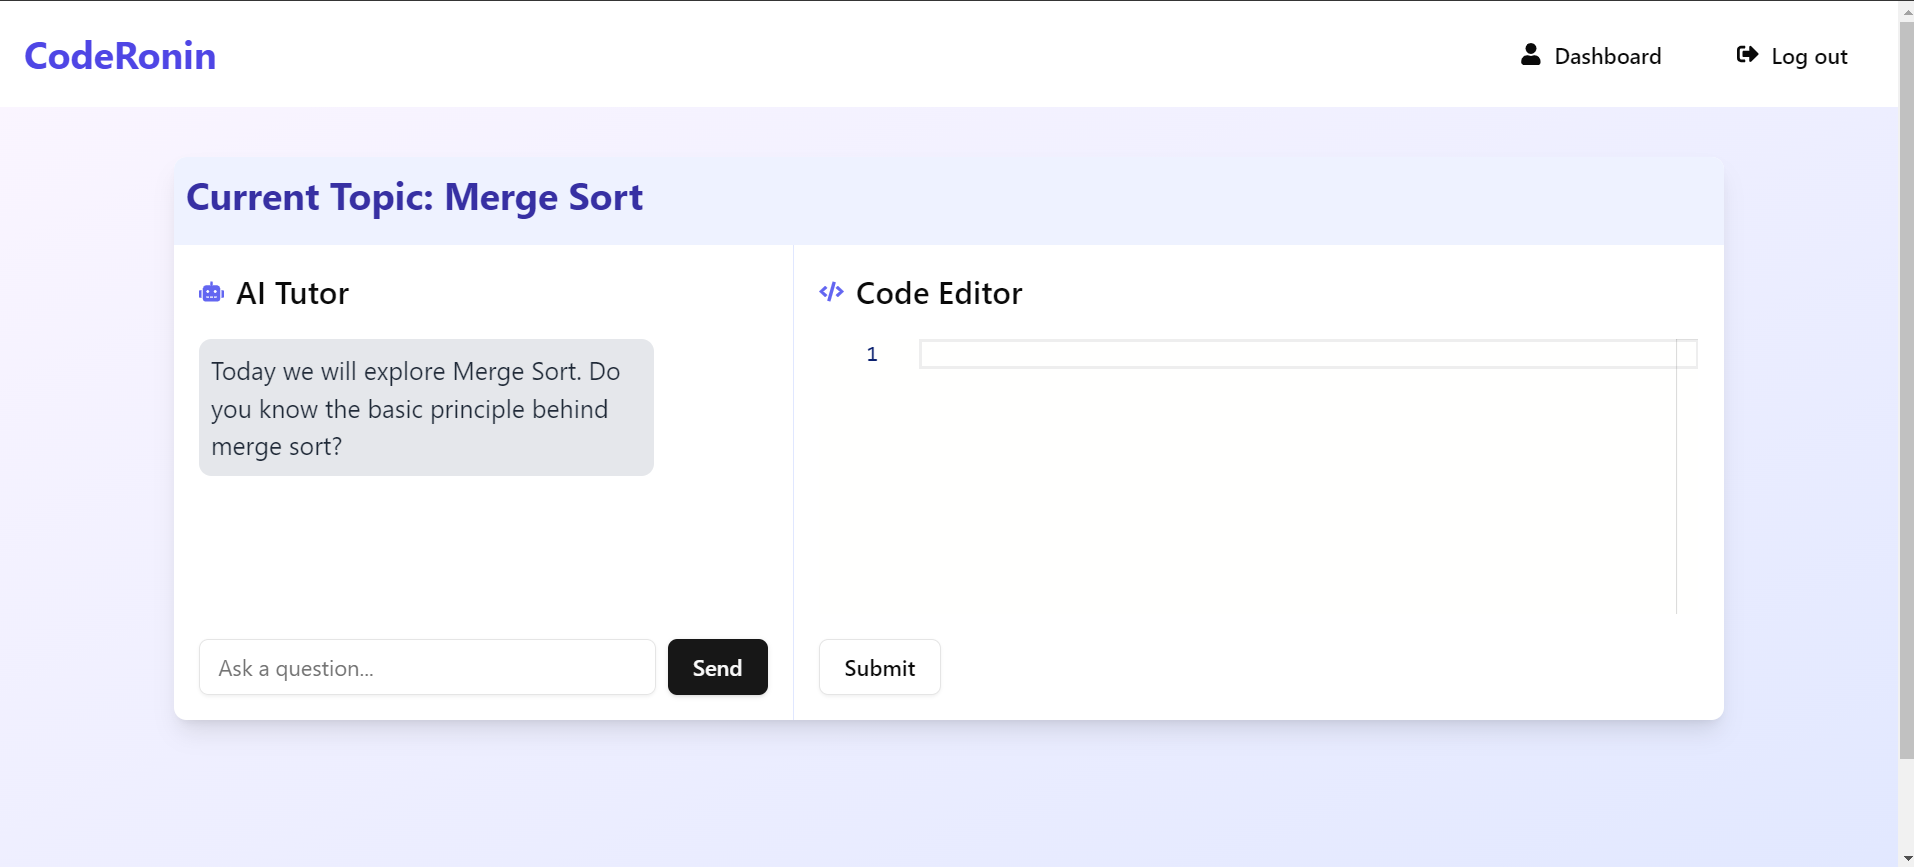 CodeRonin
Dashboard
Log out
Current Topic: Merge Sort
AI Tutor
Today we will explore Merge Sort. Do
you know the basic principle behind
merge sort?
Ask a question...
Send
Code Editor
1
Submit